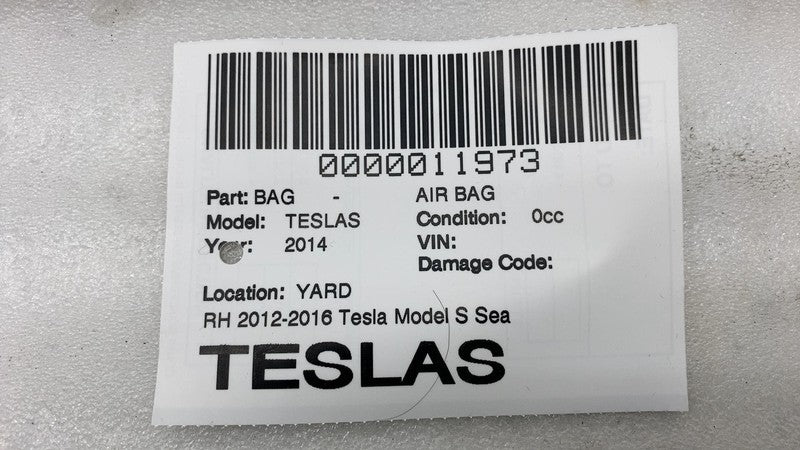 0000011973
Part: BAG - AIR BAG
Model: TESLAS Condition: 0cc
Year: 2014 VIN:
Damage Code:
Location: YARD
RH 2012-2016 Tesla Model S Sea
TESLAS